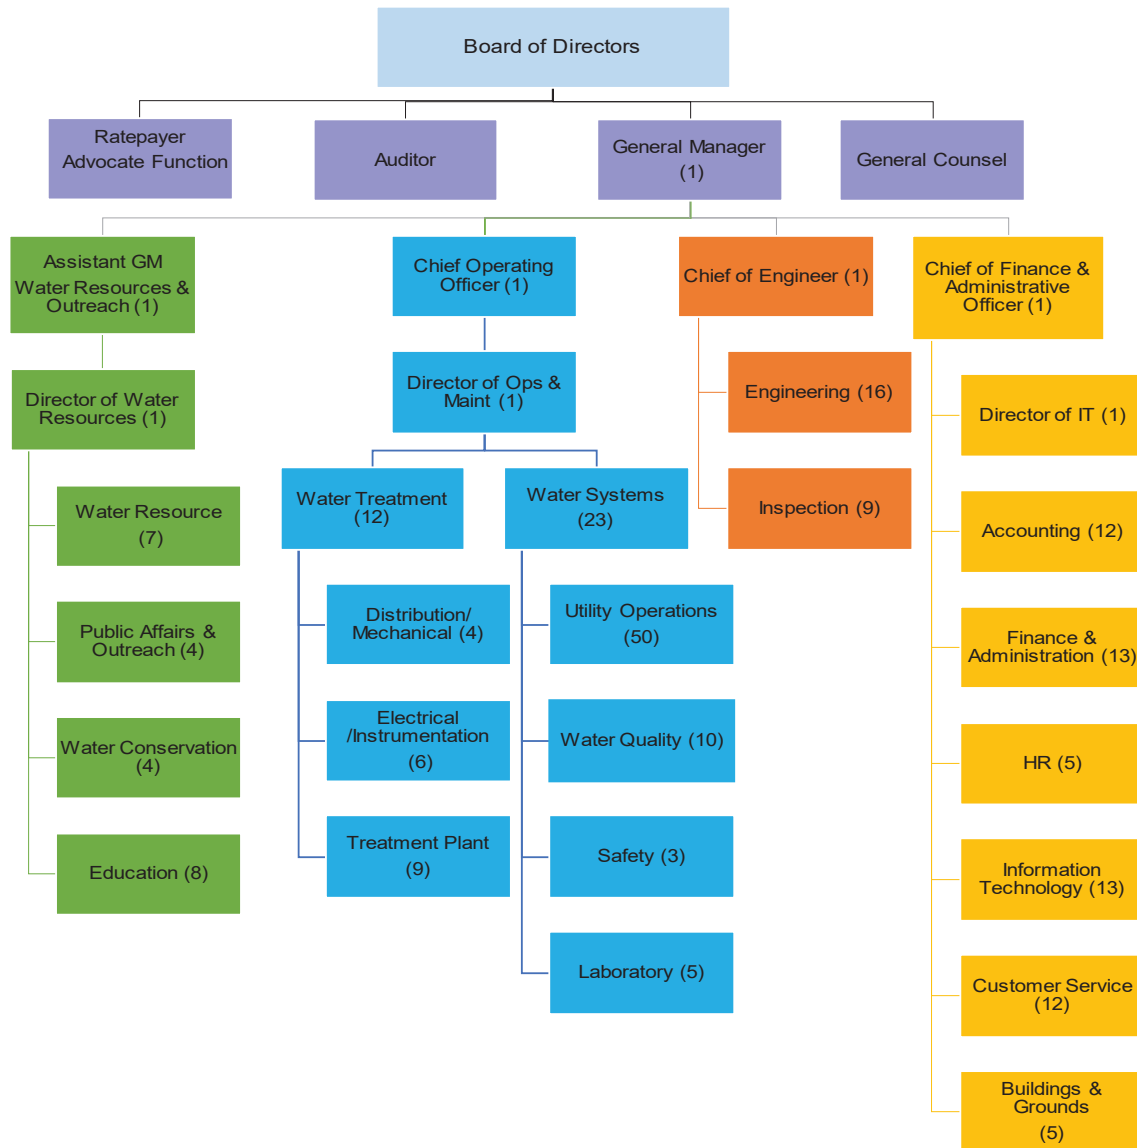 Board of Directors
Ratepayer
Advocate Function
Auditor
General Manager
(1)
General Counsel
Assistant GM
Water Resources &
Outreach (1)
Chief Operating
Officer (1)
Chief of Engineer (1)
Chief of Finance &
Administrative
Officer (1)
Director of Water
Resources (1)
Director of Ops &
Maint (1)
Engineering (16)
Director of IT (1)
Water Treatment
(12)
Water Systems
(23)
Inspection (9)
Water Resource
(7)
Accounting (12)
Distribution/
Mechanical (4)
Utility Operations
(50)
Public Affairs &
Outreach (4)
Finance &
Administration (13)
Electrical
/Instrumentation
(6)
Water Quality (10)
Water Conservation
(4)
HR (5)
Treatment Plant
(9)
Safety (3)
Education (8)
Information
Technology (13)
Laboratory (5)
Customer Service
(12)
Buildings &
Grounds
(5)